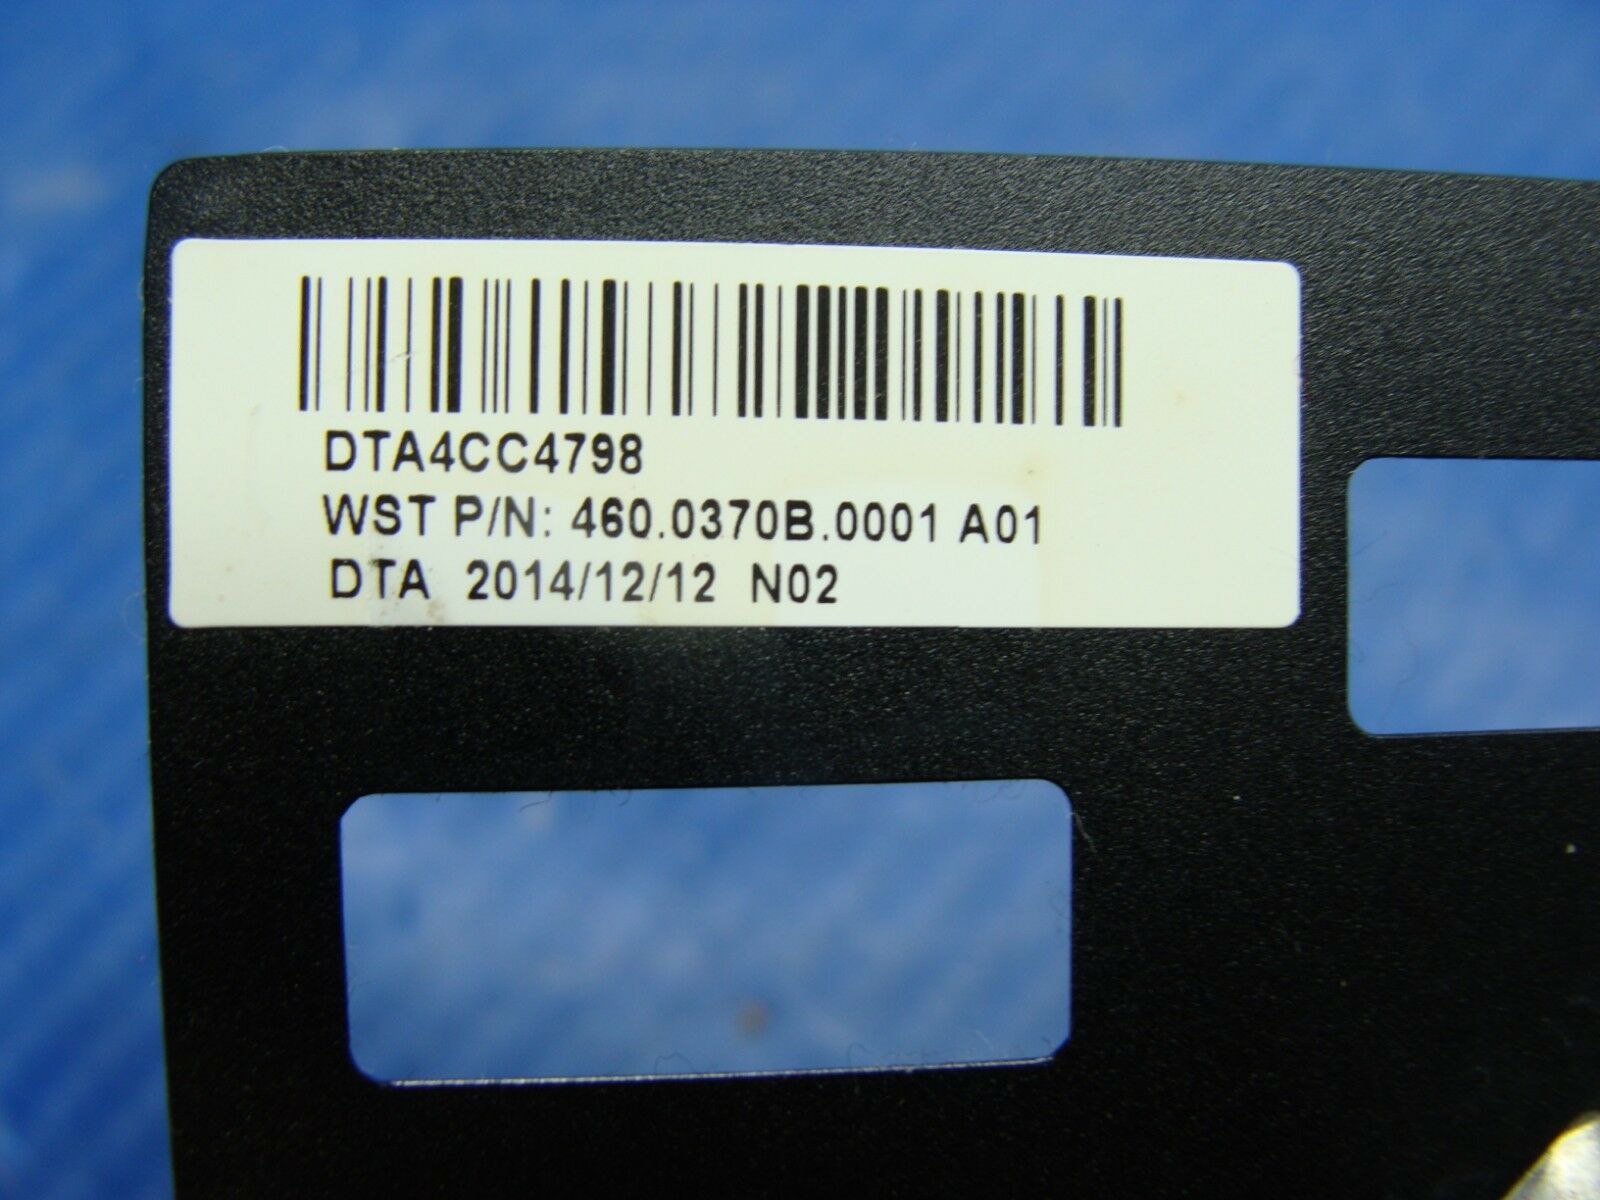 DTA4CC4798
WST P/N: 460.0370B.0001 A01
DTA 2014/12/12 N02